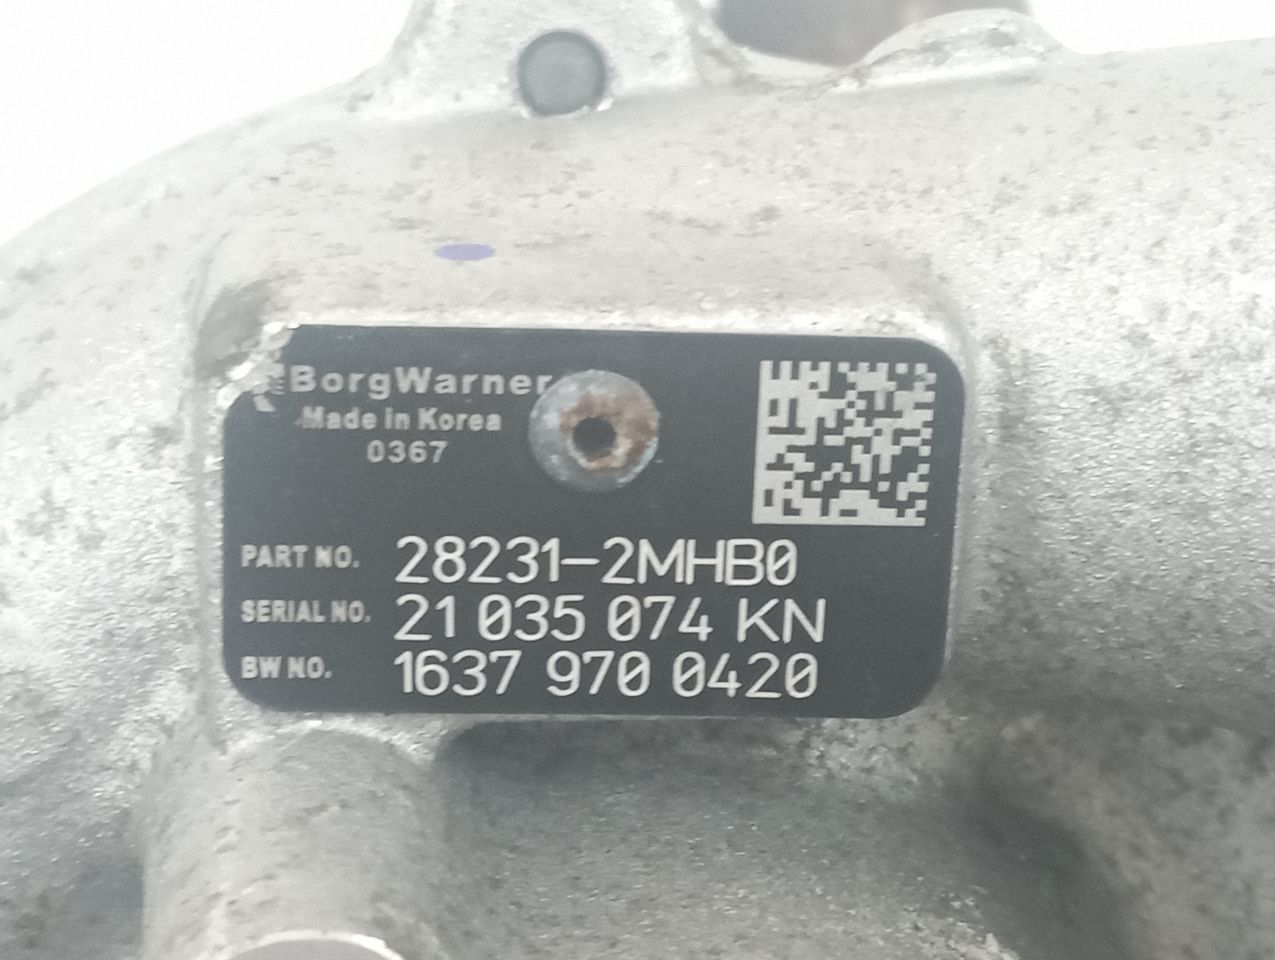 BorgWarner
Made in Korea
0367
PART NO. 28231-2MHB0
SERIAL NO. 21 035 074 KN
BW NO. 1637 970 0420